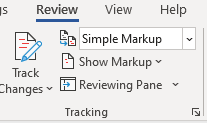 Review View Help
Simple Markup
Track
Changes
Show Markup
Reviewing Pane
Tracking